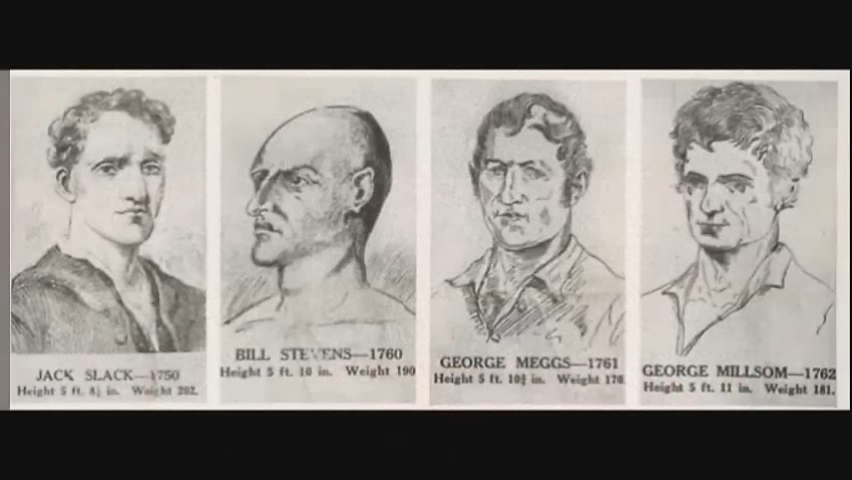 JACK SLACK—1750
Height 5 ft. 8½ in. Weight 202.
BILL STEVENS—1760
Height 5 ft. 10 in. Weight 190
GEORGE MEGGS—1761
Height 5 ft. 10¾ in. Weight 176
GEORGE MILLSOM—1762
Height 5 ft. 11 in. Weight 181.